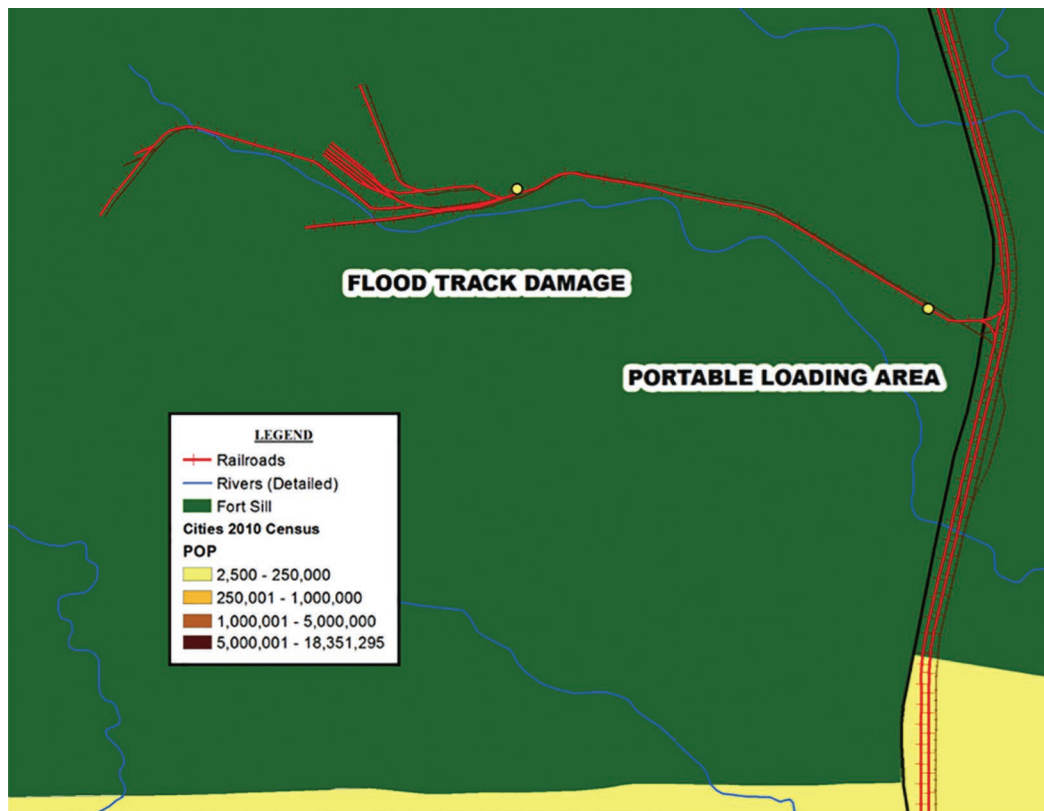 FLOOD TRACK DAMAGE
PORTABLE LOADING AREA
LEGEND
Railroads
Rivers (Detailed)
Fort Sill
Cities 2010 Census
POP
2,500 - 250,000
250,001 - 1,000,000
1,000,001 - 5,000,000
5,000,001 - 18,351,295